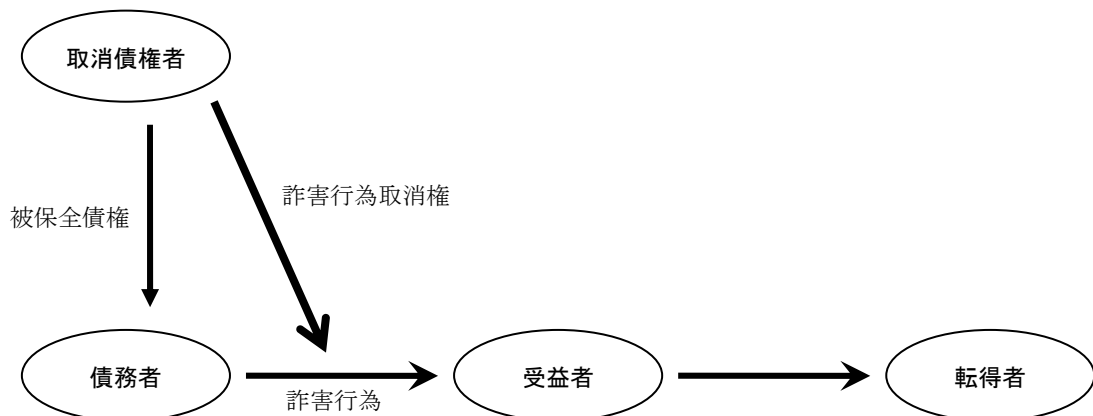 取消債権者
詐害行為取消権
被保全債権
債務者
詐害行為
受益者
転得者